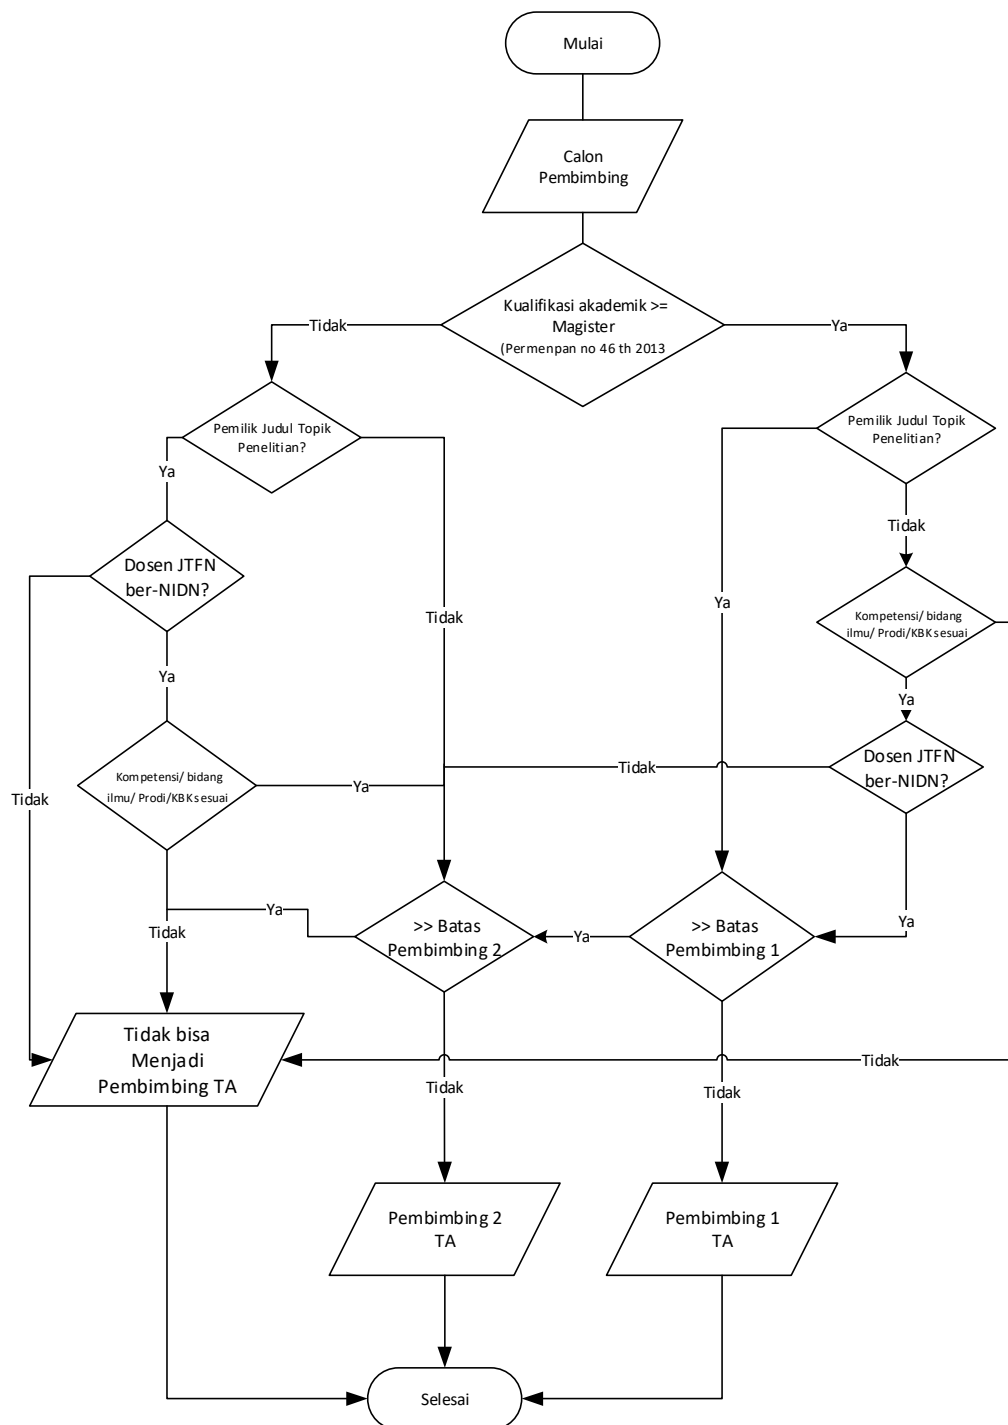 Mulai
Calon
Pembimbing
Kualifikasi akademik >=
Magister
(Permenpan no 46 th 2013
Tidak
Ya
Pemilik Judul Topik
Penelitian?
Pemilik Judul Topik
Penelitian?
Ya
Tidak
Dosen JTFN
ber-NIDN?
Tidak
Ya
Kompetensi/ bidang
ilmu/ Prodi/KBK sesuai
Ya
Ya
Kompetensi/ bidang
ilmu/ Prodi/KBK sesuai
Dosen JTFN
ber-NIDN?
Tidak
Ya
Tidak
Ya
Tidak
Ya
>> Batas
Pembimbing 2
Ya
>> Batas
Pembimbing 1
Ya
Tidak bisa
Menjadi
Pembimbing TA
Tidak
Tidak
Tidak
Pembimbing 2
TA
Pembimbing 1
TA
Selesai